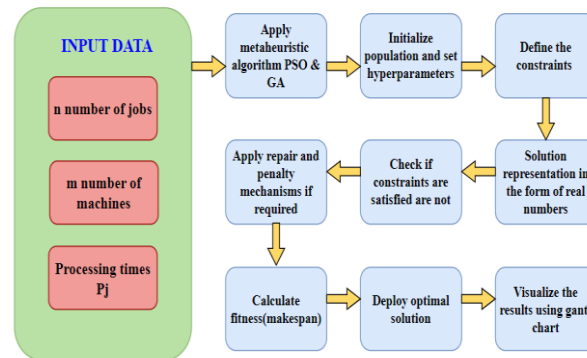 INPUT DATA
n number of jobs
m number of
machines
Processing times
Pj
Apply
metaheuristic
algorithm PSO &
GA
Initialize
population and set
hyperparameters
Define the
constraints
Solution
representation in
the form of real
numbers
Check if
constraints are
satisfied are not
Apply repair and
penalty
mechanisms if
required
Calculate
fitness(makespan)
Deploy optimal
solution
Visualize the
results using gantt
chart